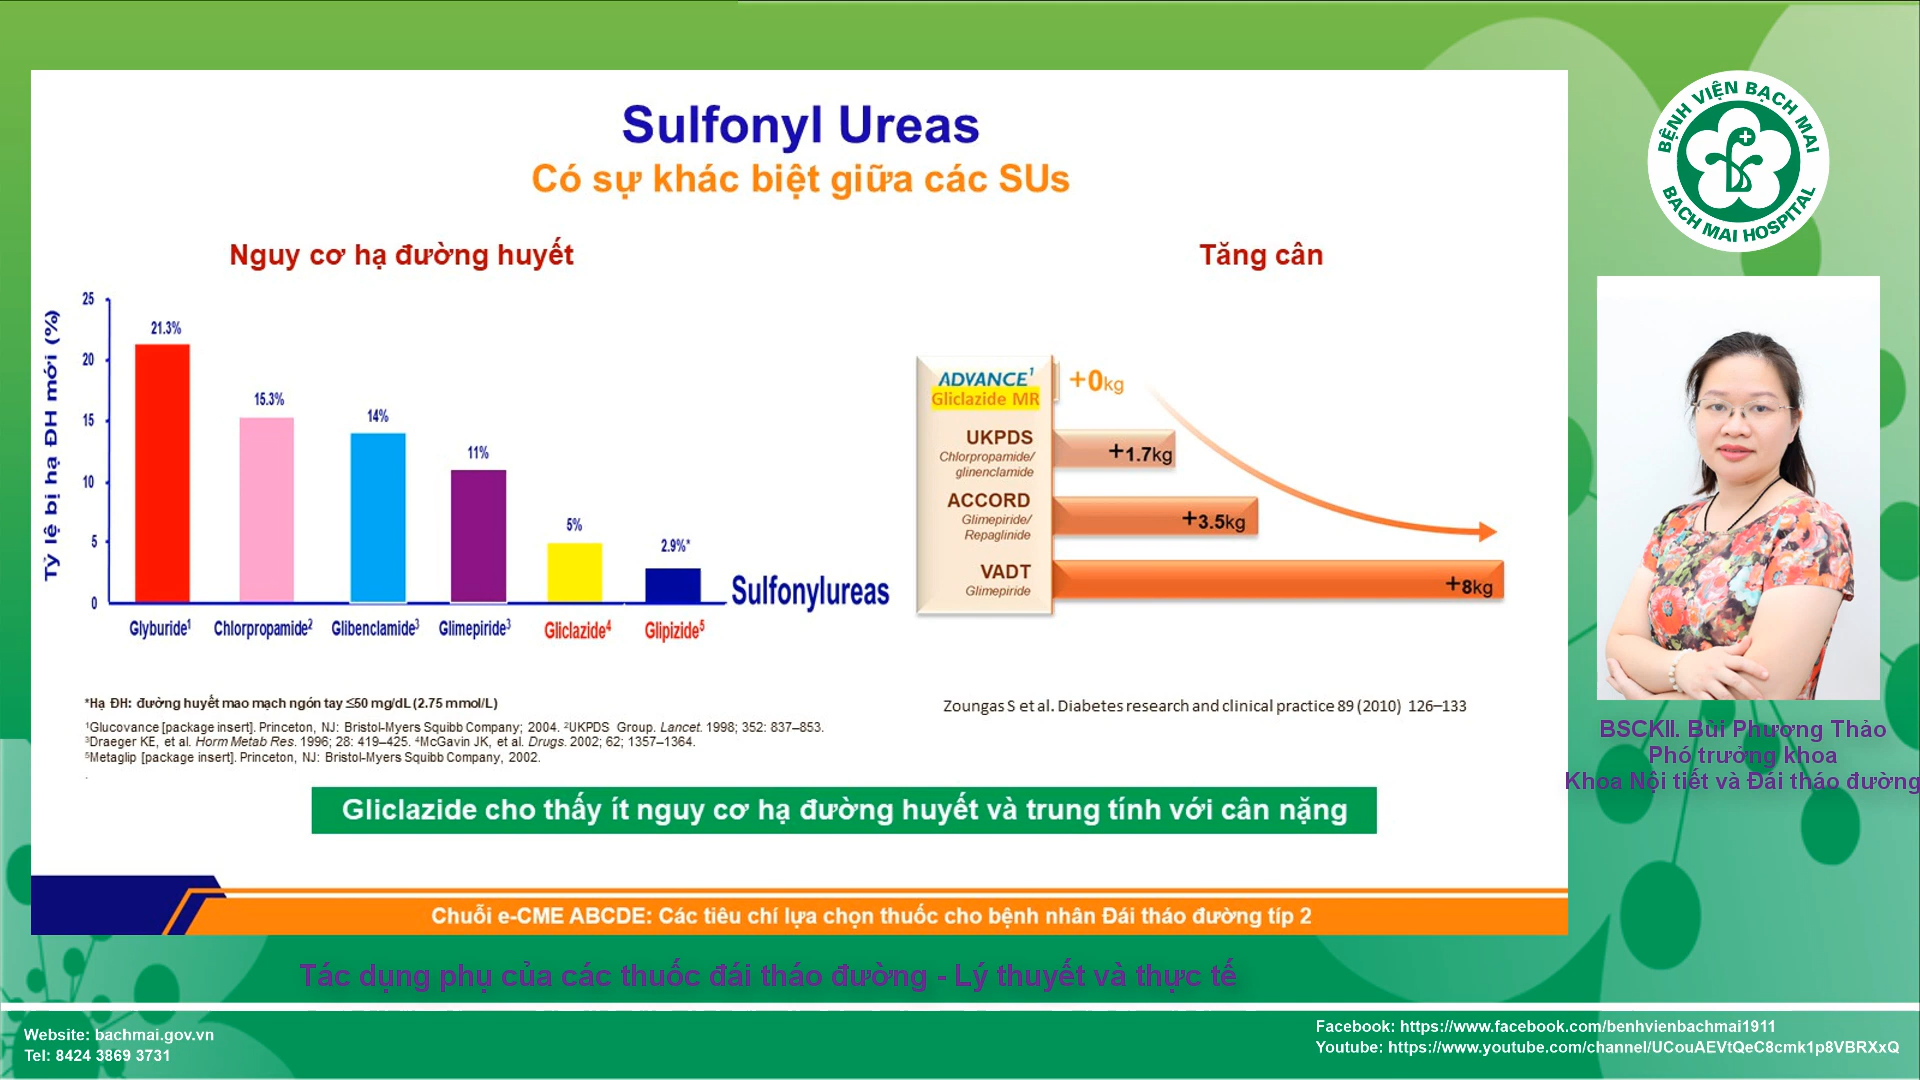 Sulfonyl Ureas
Có sự khác biệt giữa các SUs
Nguy cơ hạ đường huyết
Tỷ lệ bị hạ ĐH mới (%)
25
20
15
10
5
0
21.3%
15.3%
14%
11%
5%
2.9%*
Glyburide¹
Chlorpropamide²
Glibenclamide³
Glimepiride³
Gliclazide⁴
Glipizide⁵
Sulfonylureas
Tăng cân
ADVANCE¹
Gliclazide MR
+0kg
UKPDS
Chlorpropamide/
glinenclamide
+1.7kg
ACCORD
Glimepiride/
Repaglinide
+3.5kg
VADT
Glimepiride
+8kg
*Hạ ĐH: đường huyết mao mạch ngón tay ≤50 mg/dL (2.75 mmol/L)
¹Glucovance [package insert]. Princeton, NJ: Bristol-Myers Squibb Company; 2004. ²UKPDS Group. Lancet. 1998; 352: 837–853.
³Draeger KE, et al. Horm Metab Res. 1996; 28: 419–425. ⁴McGavin JK, et al. Drugs. 2002; 62; 1357–1364.
⁵Metaglip [package insert]. Princeton, NJ: Bristol-Myers Squibb Company, 2002.
Zoungas S et al. Diabetes research and clinical practice 89 (2010) 126–133
Gliclazide cho thấy ít nguy cơ hạ đường huyết và trung tính với cân nặng
Chuỗi e-CME ABCDE: Các tiêu chí lựa chọn thuốc cho bệnh nhân Đái tháo đường típ 2
BỆNH VIỆN BẠCH MAI
BACH MAI HOSPITAL
BSCKII. Bùi Phương Thảo
Phó trưởng khoa
Khoa Nội tiết và Đái tháo đường
Tác dụng phụ của các thuốc đái tháo đường - Lý thuyết và thực tế
Website: bachmai.gov.vn
Tel: 8424 3869 3731
Facebook: https://www.facebook.com/benhvienbachmai1911
Youtube: https://www.youtube.com/channel/UCouAEVtQeC8cmk1p8VBRXxQ